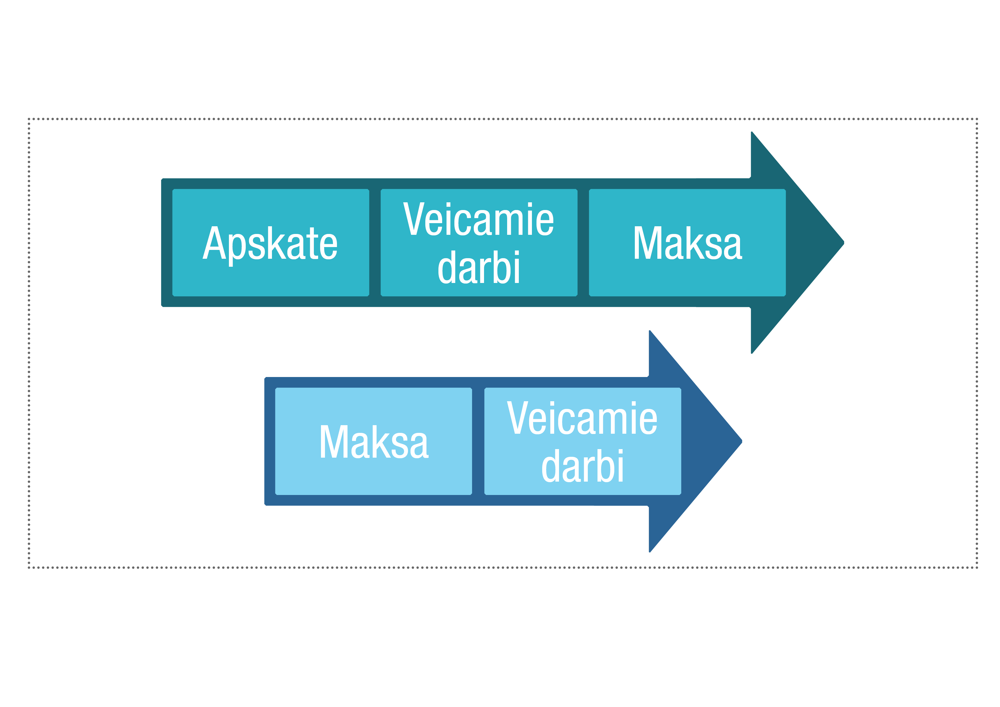 Apskate
Veicamie
darbi
Maksa
Maksa
Veicamie
darbi